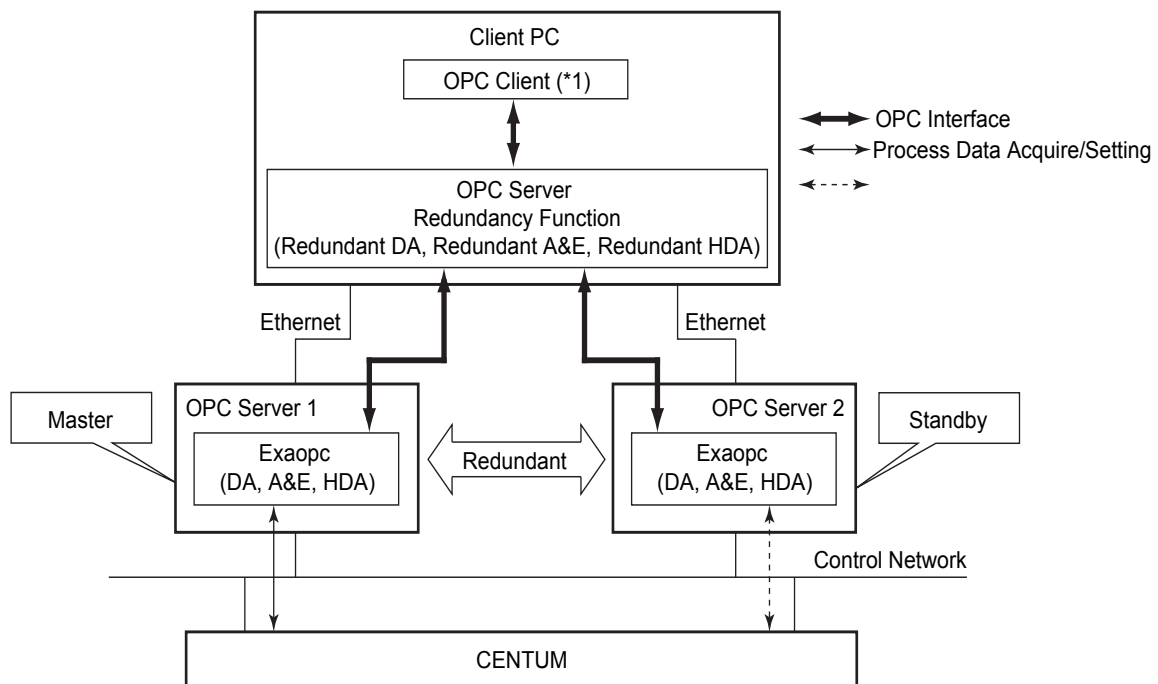 Client PC
OPC Client (*1)
OPC Interface
Process Data Acquire/Setting
OPC Server
Redundancy Function
(Redundant DA, Redundant A&E, Redundant HDA)
Ethernet
Ethernet
Master
OPC Server 1
Exaopc
(DA, A&E, HDA)
Redundant
OPC Server 2
Exaopc
(DA, A&E, HDA)
Standby
Control Network
CENTUM